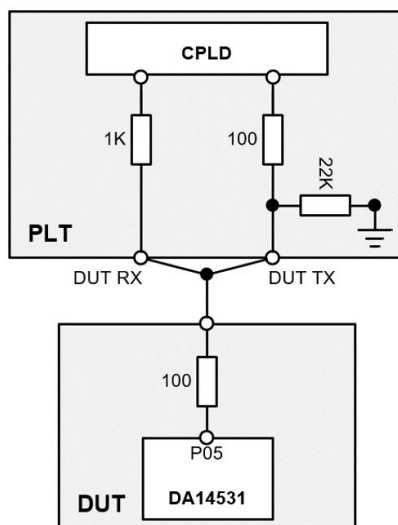 CPLD
1K
100
22K
PLT
DUT RX
DUT TX
100
P05
DUT
DA14531